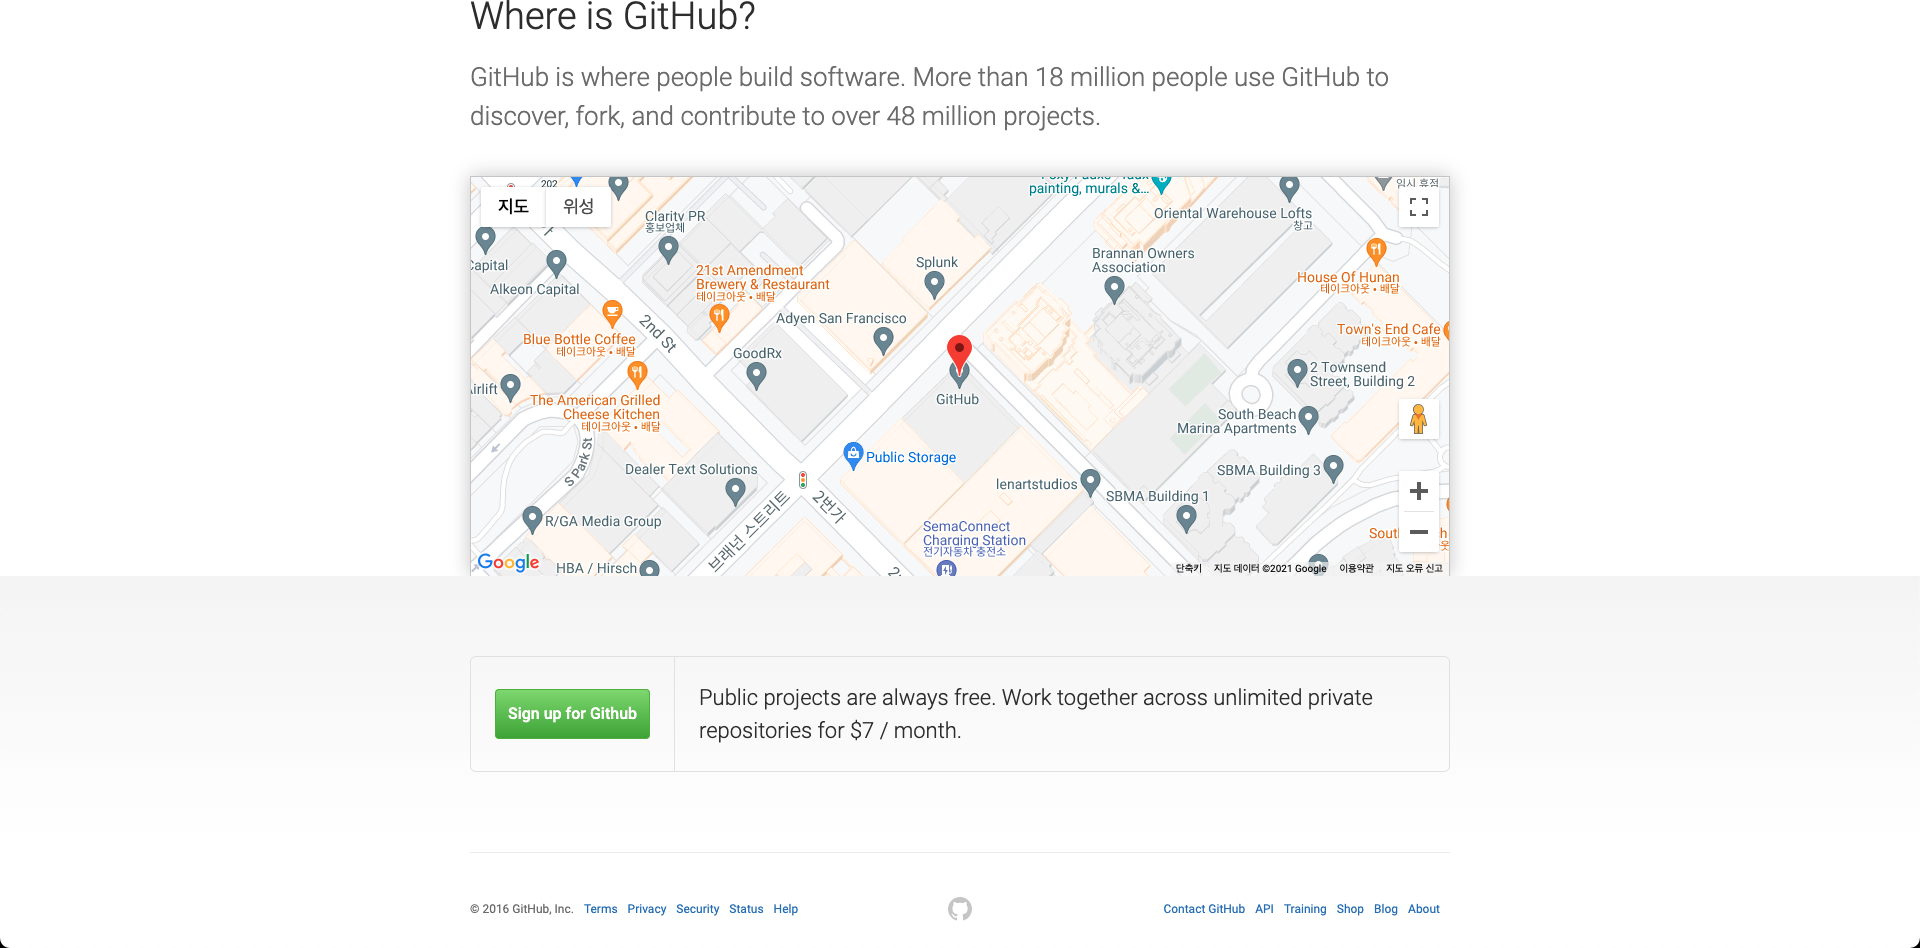 Where is GitHub?
GitHub is where people build software. More than 18 million people use GitHub to
discover, fork, and contribute to over 48 million projects.
지도
위성
202
painting, murals &...
임시 휴점
Clarity PR
홍보업체
Oriental Warehouse Lofts
창고
Capital
Alkeon Capital
21st Amendment
Brewery & Restaurant
테이크아웃 • 배달
Splunk
Brannan Owners
Association
House Of Hunan
테이크아웃 • 배달
Blue Bottle Coffee
테이크아웃 • 배달
2nd St
Adyen San Francisco
Town's End Cafe
테이크아웃 • 배달
GoodRx
2 Townsend
Street, Building 2
Airlift
The American Grilled
Cheese Kitchen
테이크아웃 • 배달
GitHub
South Beach
Marina Apartments
S Park St
Public Storage
Dealer Text Solutions
lenartstudios
SBMA Building 3
SBMA Building 1
R/GA Media Group
브래넌 스트리트
2번가
SemaConnect
Charging Station
전기자동차 충전소
Google
HBA / Hirsch
단축키
지도 데이터 ©2021 Google
이용약관
지도 오류 신고
Sign up for Github
Public projects are always free. Work together across unlimited private
repositories for $7 / month.
© 2016 GitHub, Inc. Terms Privacy Security Status Help
Contact GitHub API Training Shop Blog About